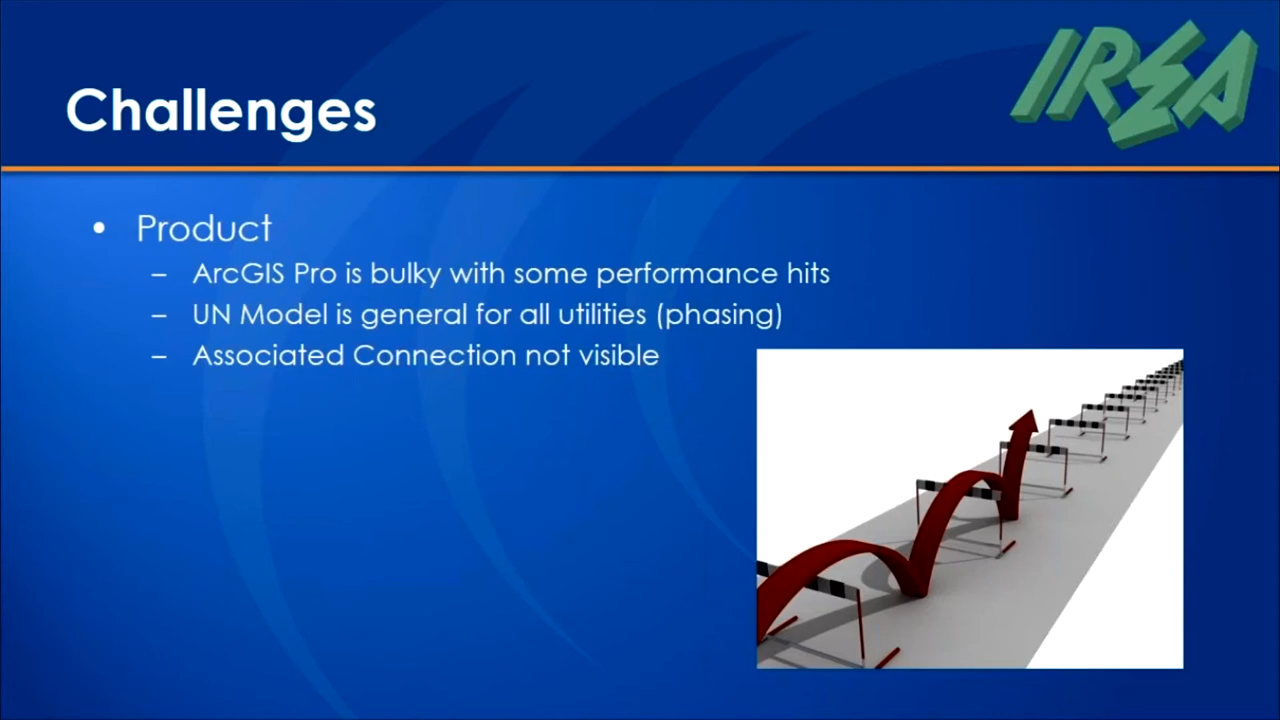 IREA
Challenges
• Product
– ArcGIS Pro is bulky with some performance hits
– UN Model is general for all utilities (phasing)
– Associated Connection not visible